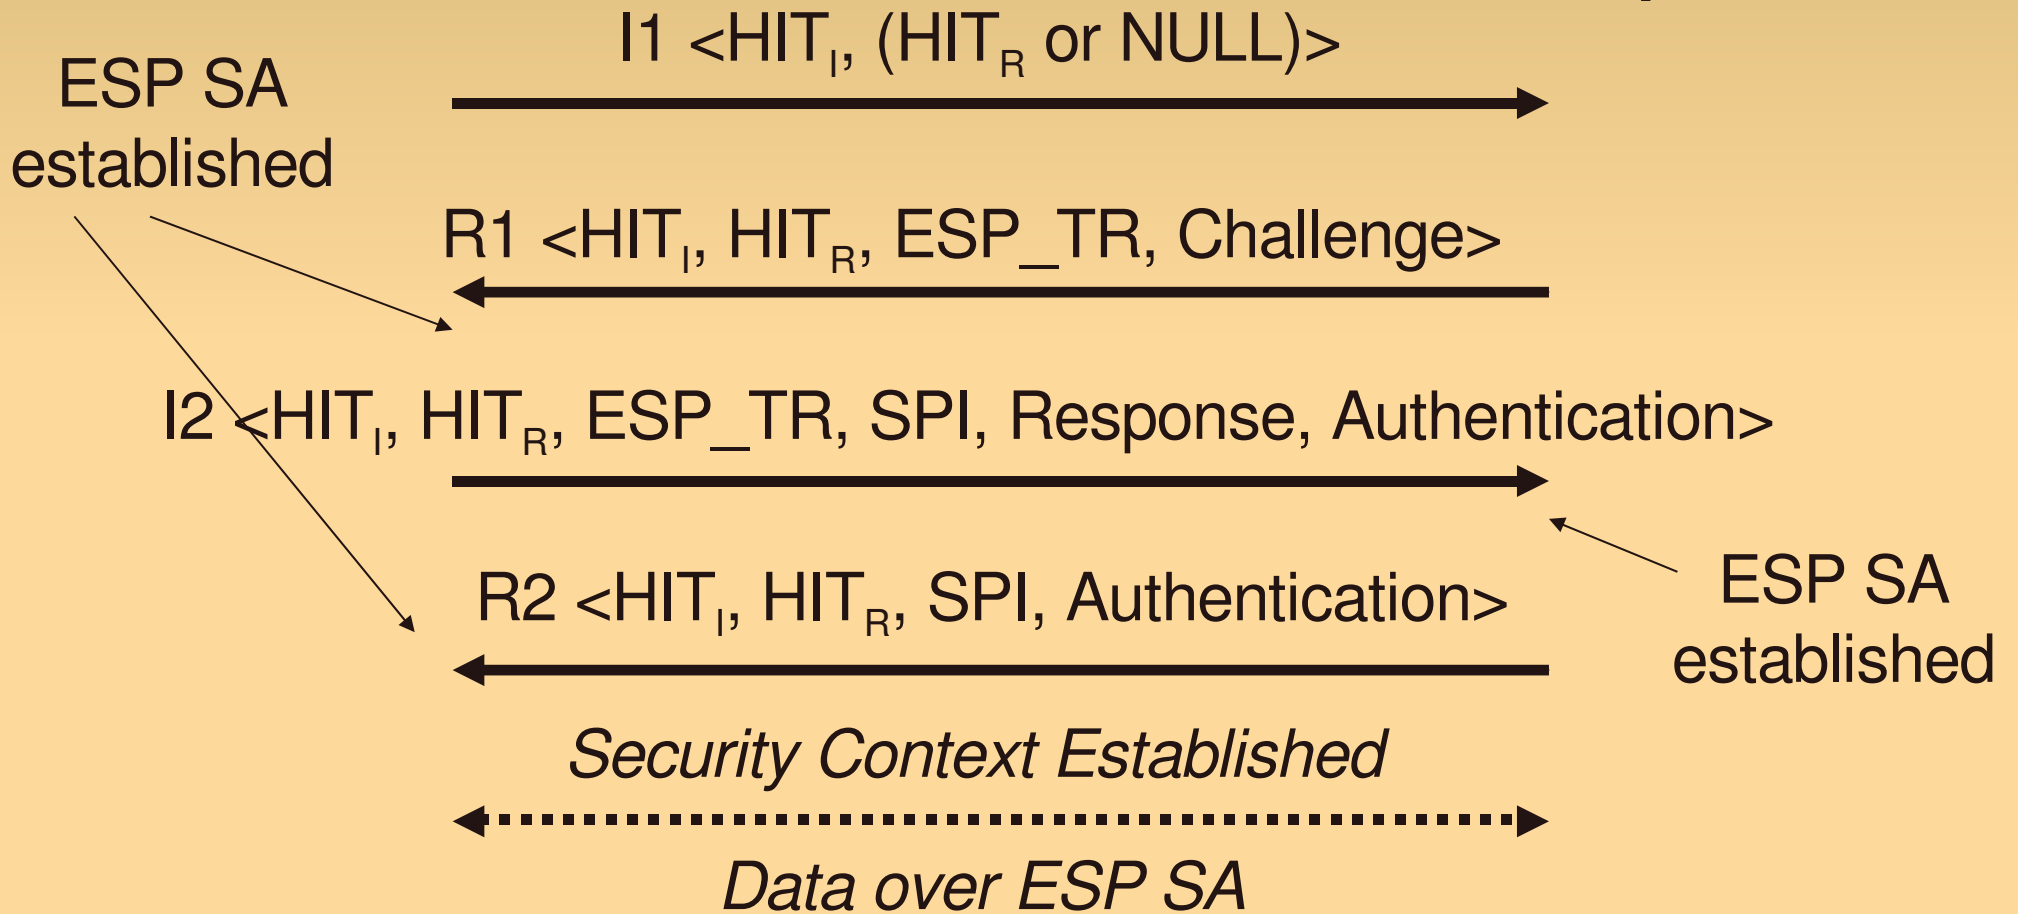 I1 <HITI, (HITR or NULL)>
ESP SA
established
R1 <HITI, HITR, ESP_TR, Challenge>
I2 <HITI, HITR, ESP_TR, SPI, Response, Authentication>
R2 <HITI, HITR, SPI, Authentication>
ESP SA
established
Security Context Established
Data over ESP SA